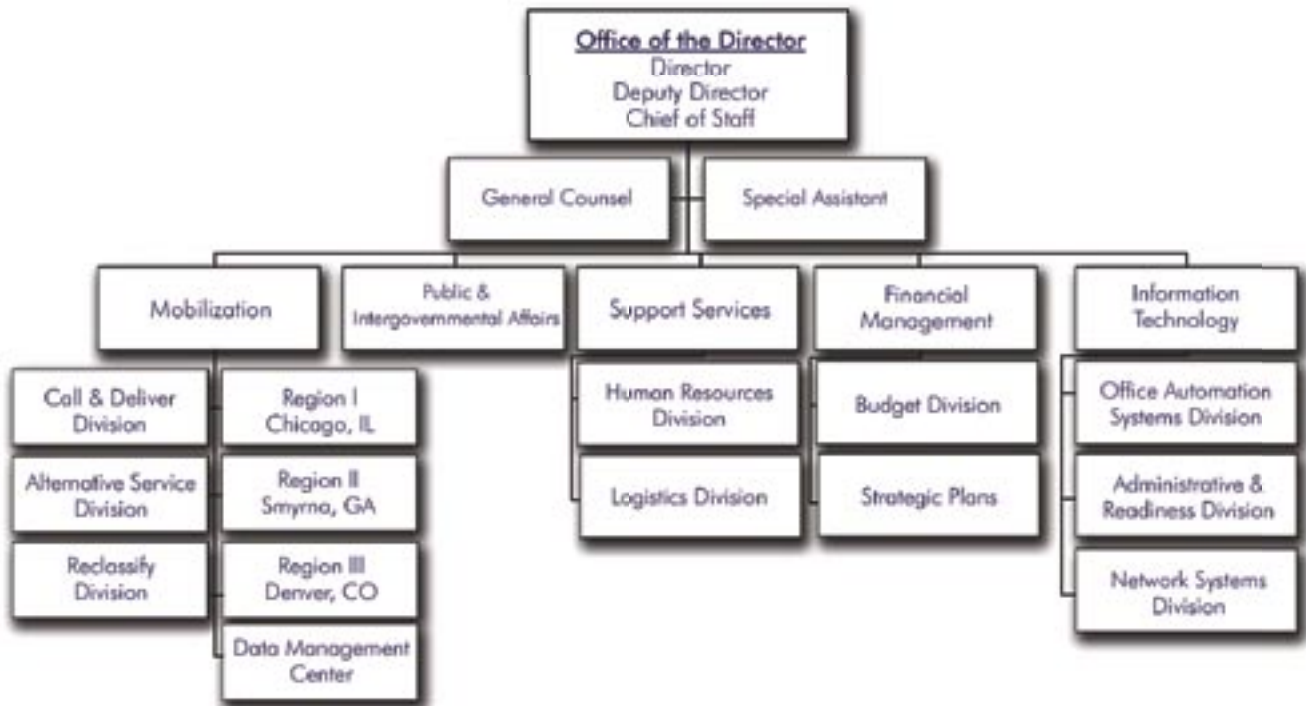 Office of the Director
Director
Deputy Director
Chief of Staff
General Counsel
Special Assistant
Mobilization
Public &
Intergovernmental Affairs
Support Services
Financial
Management
Information
Technology
Call & Deliver
Division
Alternative Service
Division
Reclassify
Division
Region I
Chicago, IL
Region II
Smyrna, GA
Region III
Denver, CO
Data Management
Center
Human Resources
Division
Logistics Division
Budget Division
Strategic Plans
Office Automation
Systems Division
Administrative &
Readiness Division
Network Systems
Division